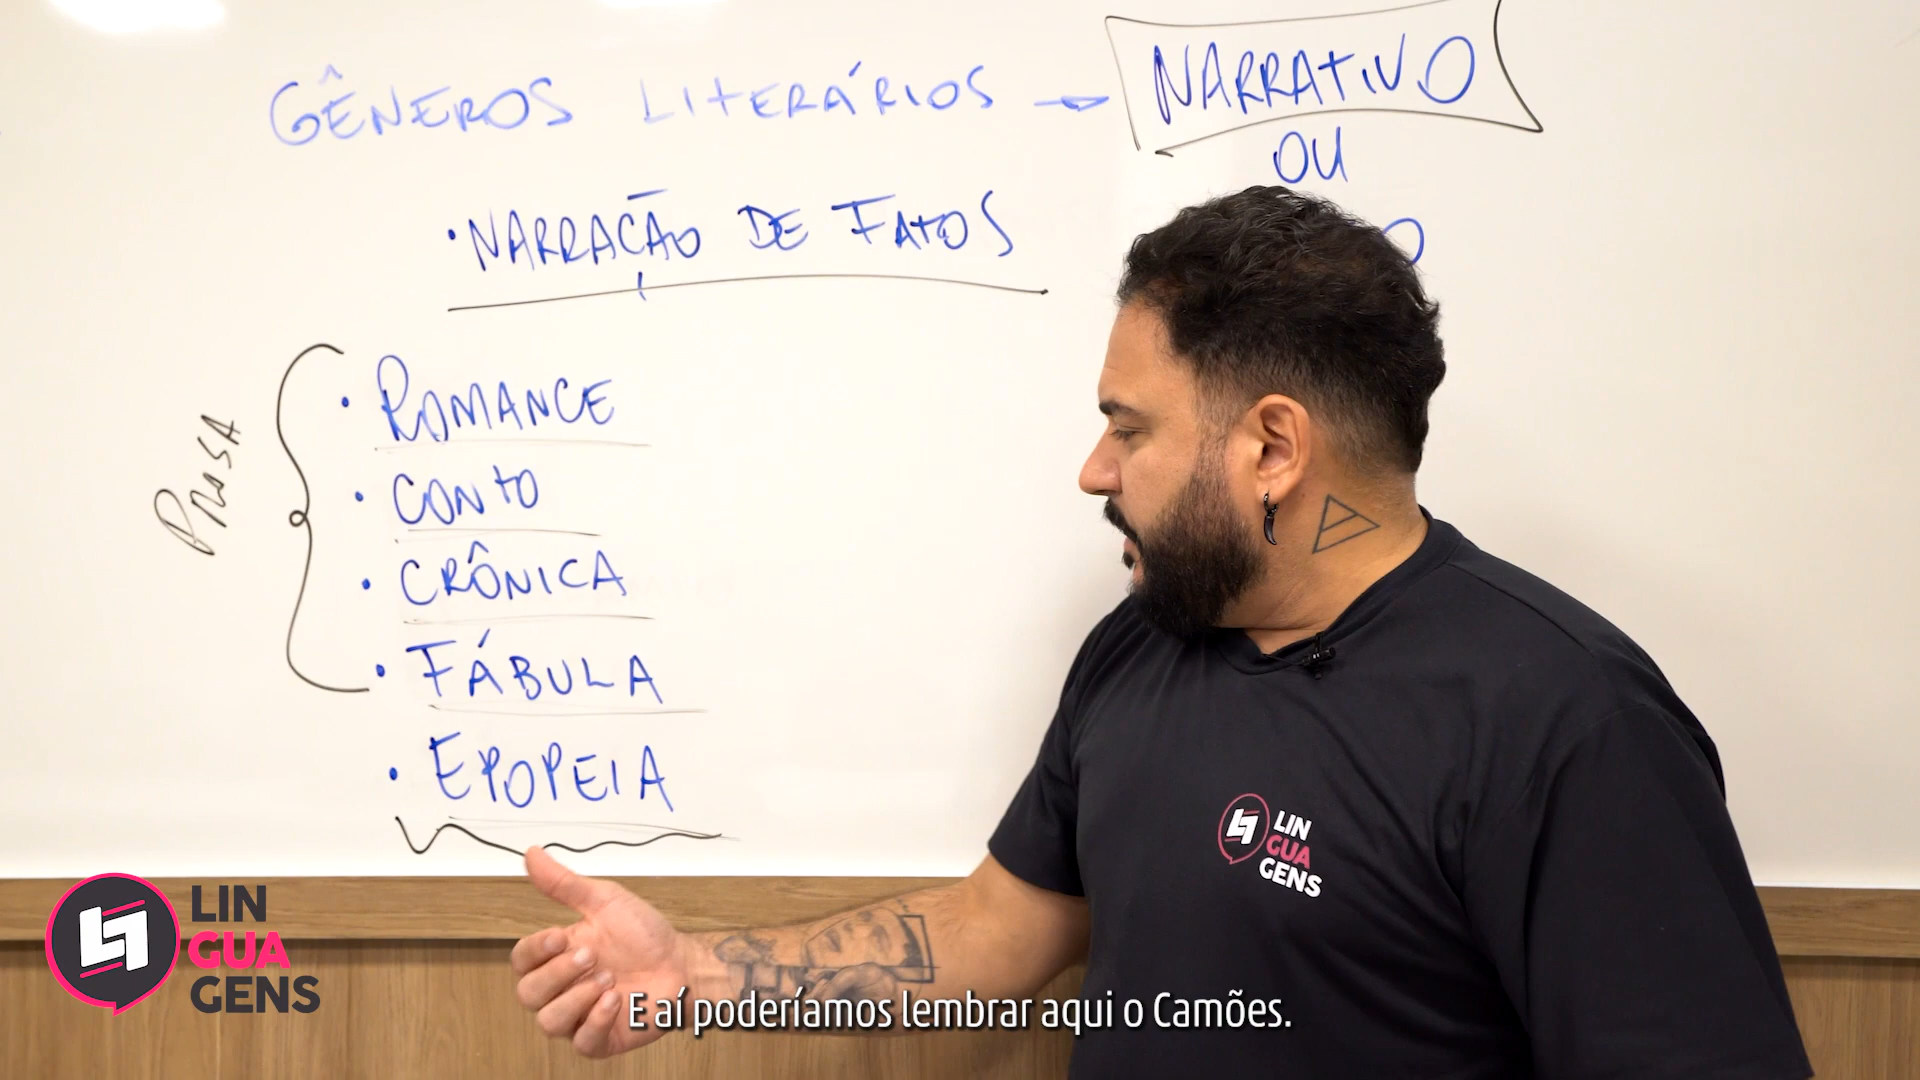 GÊNEROS LITERÁRIOS → NARRATIVO
OU
• NARRAÇÃO DE FATOS
PROSA
• ROMANCE
• CONTO
• CRÔNICA
• FÁBULA
• EPOPEIA
LIN
GUA
GENS
LIN
GUA
GENS
E aí poderíamos lembrar aqui o Camões.